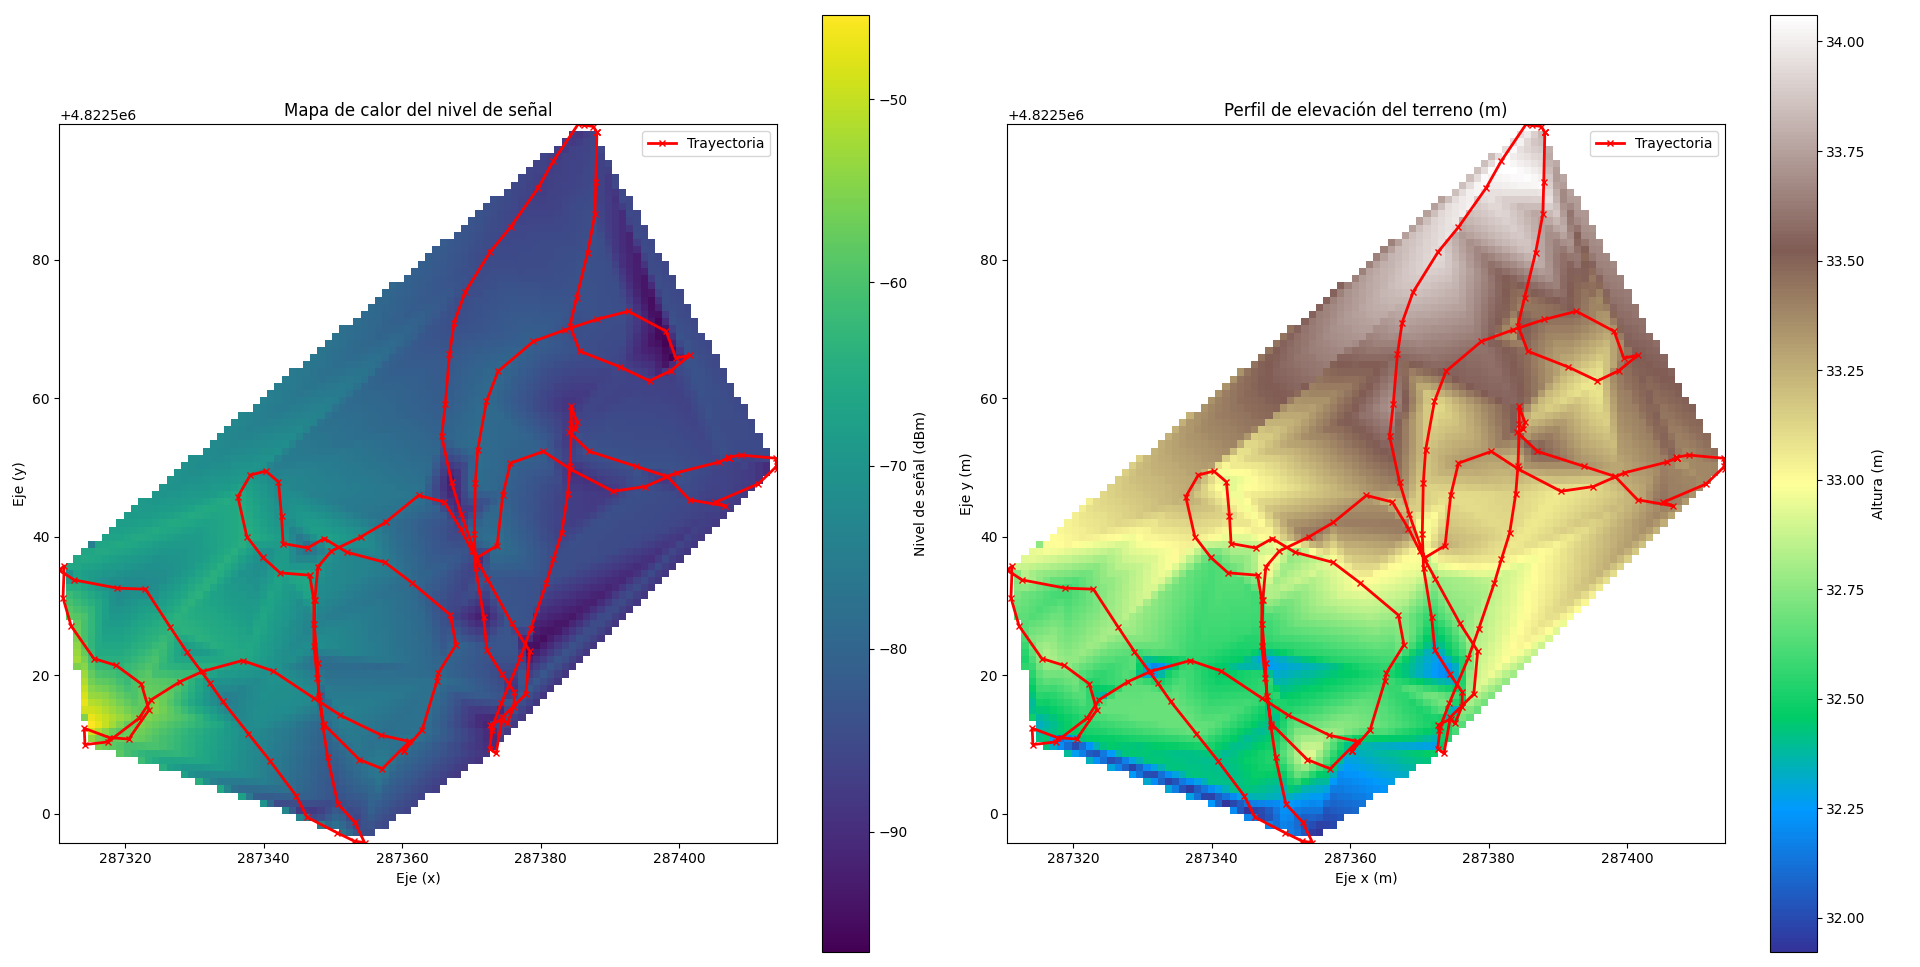 Mapa de calor del nivel de señal
+4.8225e6
Trayectoria
80
60
40
20
0
Eje (y)
287320
287340
287360
287380
287400
Eje (x)
−50
−60
−70
−80
−90
Nivel de señal (dBm)
Perfil de elevación del terreno (m)
+4.8225e6
Trayectoria
80
60
40
20
0
Eje y (m)
287320
287340
287360
287380
287400
Eje x (m)
34.00
33.75
33.50
33.25
33.00
32.75
32.50
32.25
32.00
Altura (m)